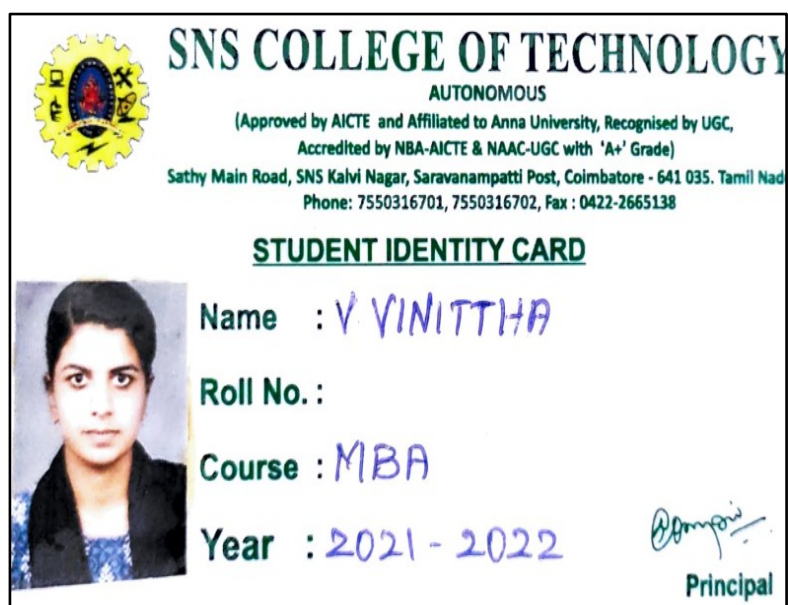 SNS COLLEGE OF TECHNOLOGY
AUTONOMOUS
(Approved by AICTE and Affiliated to Anna University, Recognised by UGC,
Accredited by NBA-AICTE & NAAC-UGC with 'A+' Grade)
Sathy Main Road, SNS Kalvi Nagar, Saravanampatti Post, Coimbatore - 641 035. Tamil Nad
Phone: 7550316701, 7550316702, Fax : 0422-2665138
STUDENT IDENTITY CARD
Name : V VINITTHA
Roll No. :
Course : MBA
Year : 2021 - 2022
Principal